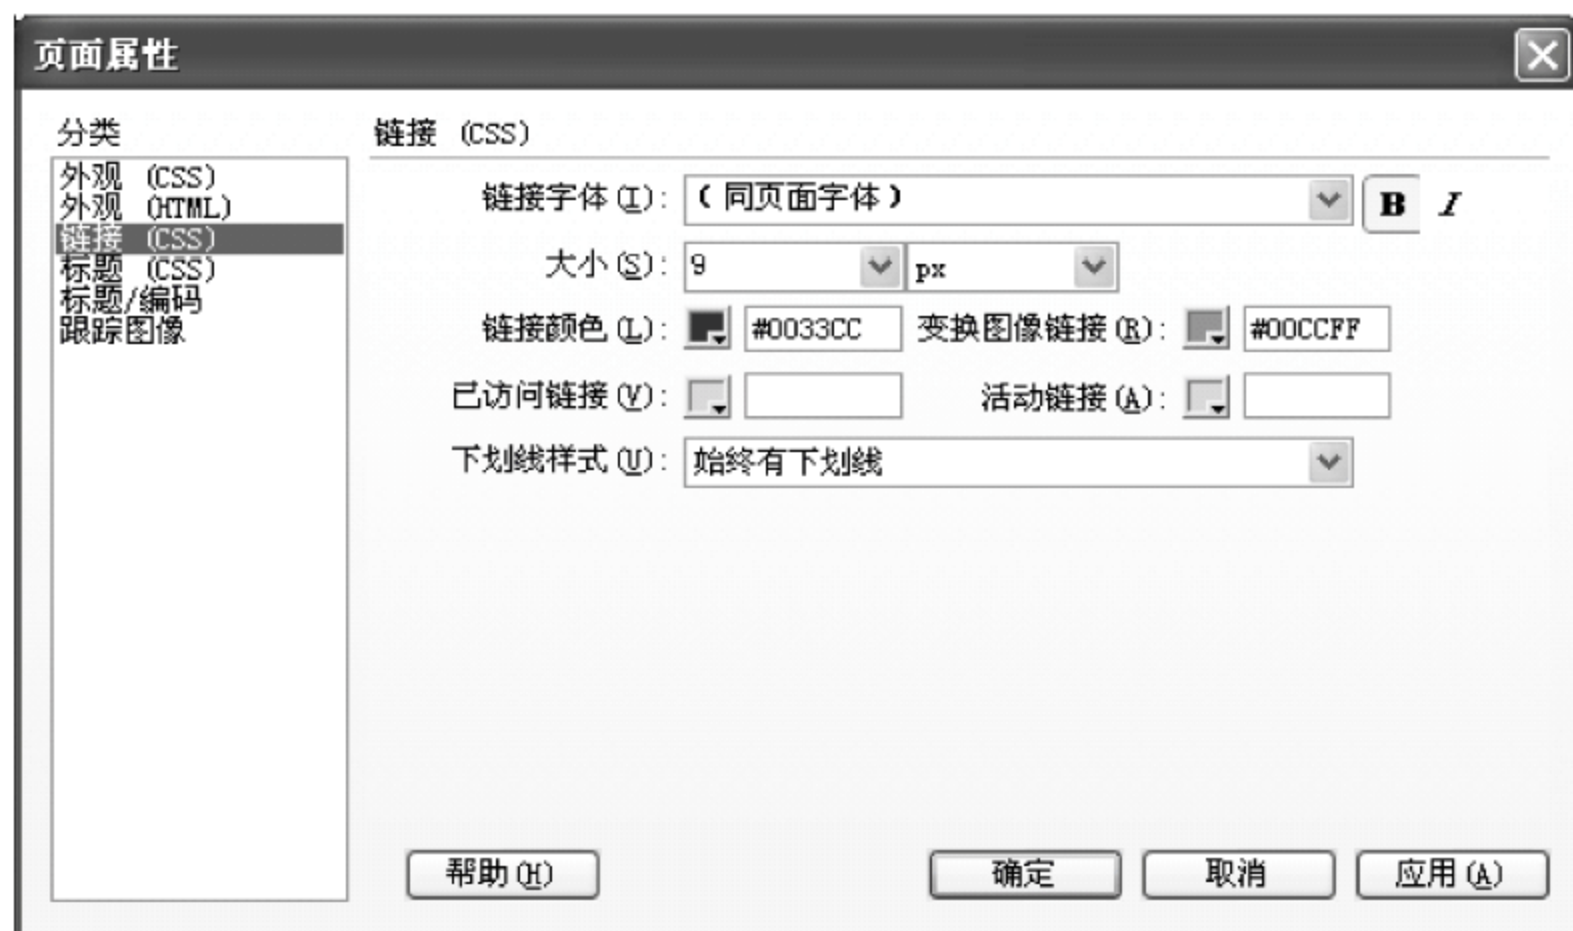 页面属性
分类
外观 (CSS)
外观 (HTML)
链接 (CSS)
标题 (CSS)
标题/编码
跟踪图像
链接 (CSS)
链接字体(I): (同页面字体) B I
大小(S): 9 px
链接颜色(L): #0033CC 变换图像链接(R): #00CCFF
已访问链接(V): 活动链接(A):
下划线样式(U): 始终有下划线
帮助(H) 确定 取消 应用(A)